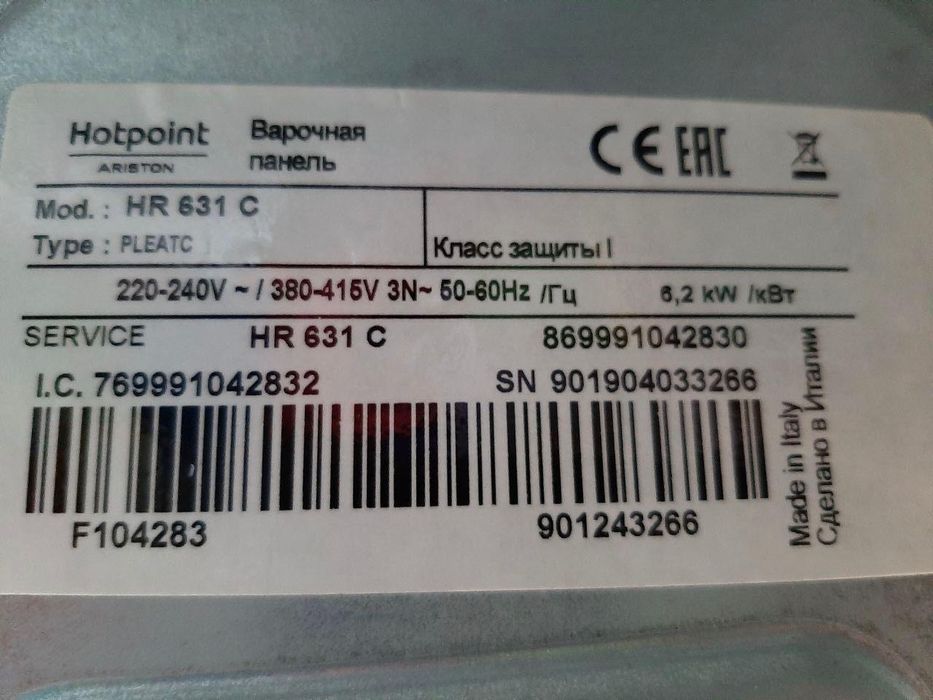 Hotpoint
ARISTON
Варочная
панель
CE EAC
Mod. : HR 631 C
Type : PLEATC
Класс защиты I
220-240V ~ / 380-415V 3N~ 50-60Hz /Гц 6,2 kW /кВт
SERVICE HR 631 C 869991042830
I.C. 769991042832 SN 901904033266
F104283 901243266
Made in Italy
Сделано в Италии